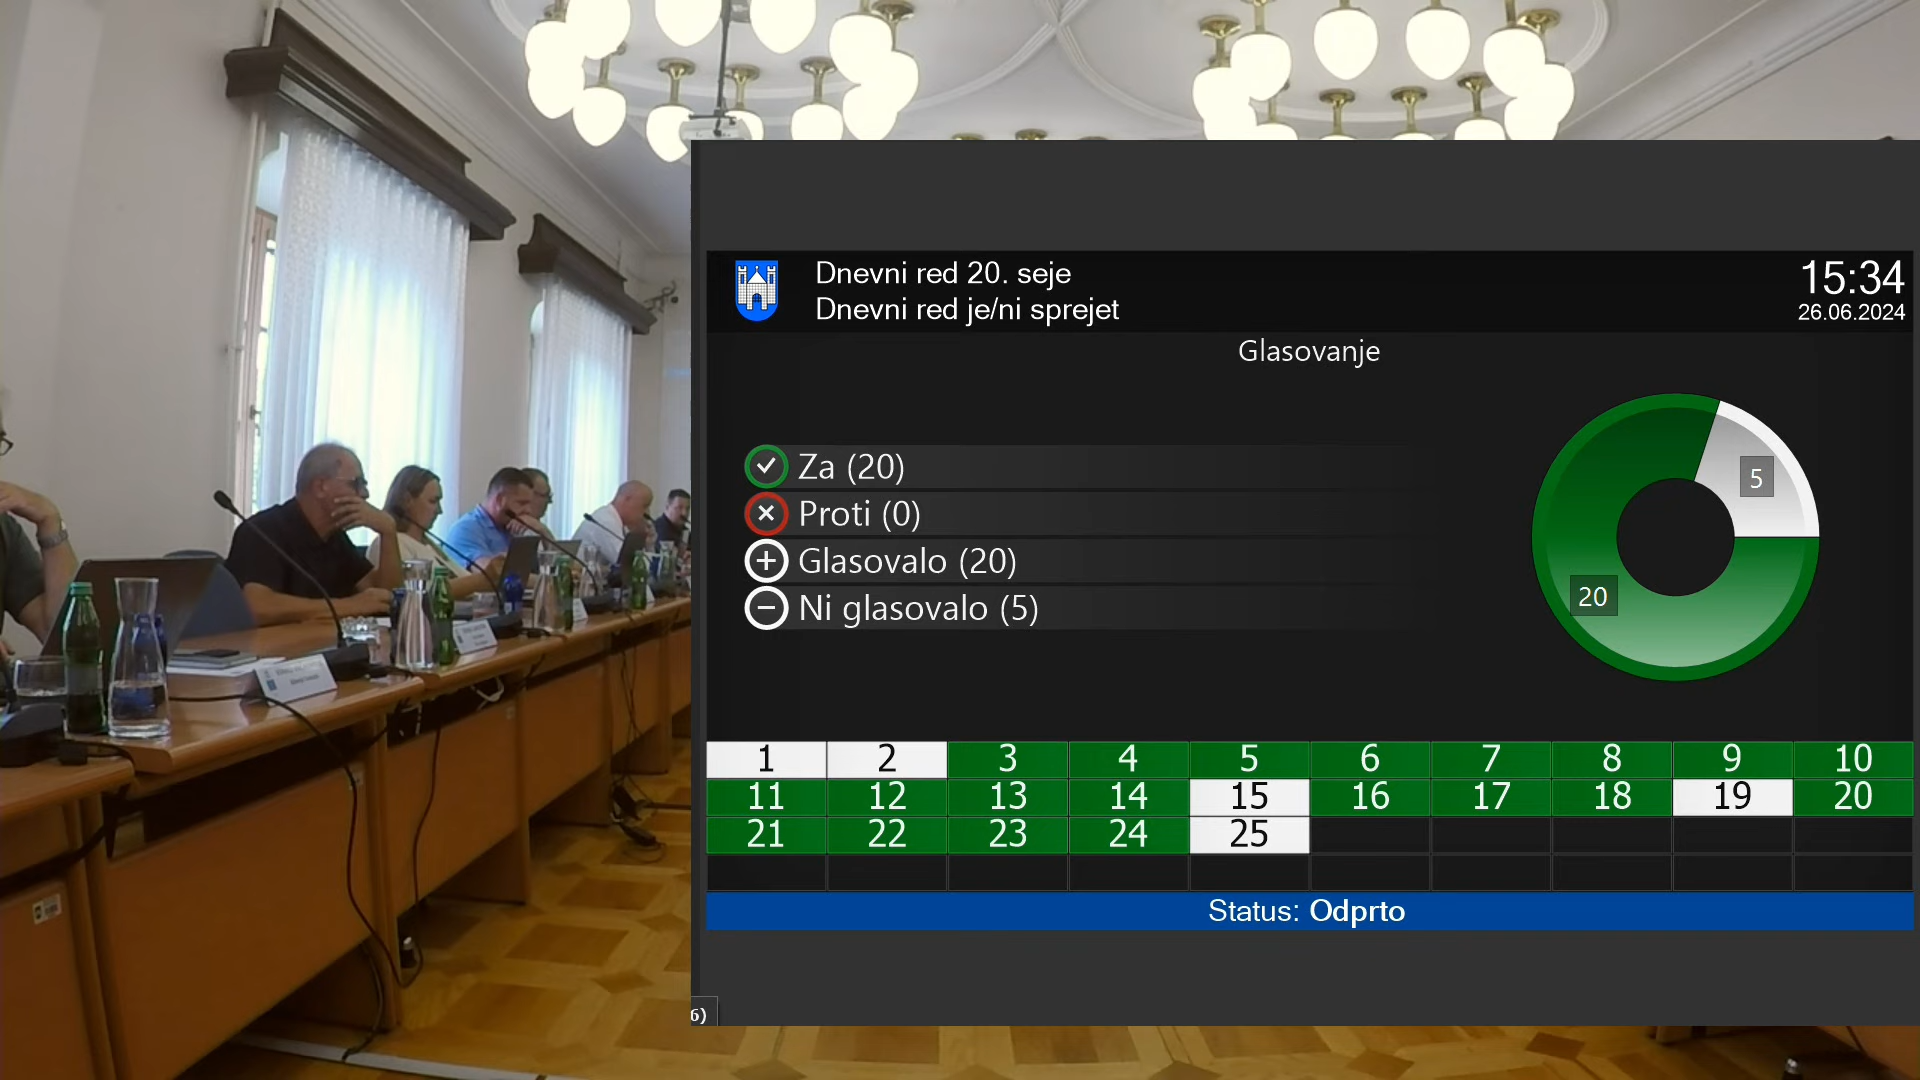 Dnevni red 20. seje
Dnevni red je/ni sprejet
15:34
26.06.2024
Glasovanje
Za (20)
Proti (0)
Glasovalo (20)
Ni glasovalo (5)
5
20
1 2 3 4 5 6 7 8 9 10
11 12 13 14 15 16 17 18 19 20
21 22 23 24 25
Status: Odprto
6)